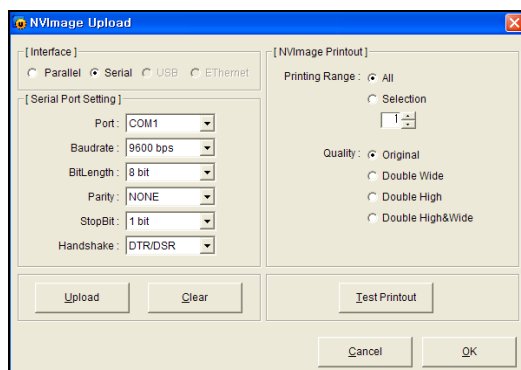 NVImage Upload
[ Interface ]
Parallel Serial USB EThernet
[ Serial Port Setting ]
Port : COM1
Baudrate : 9600 bps
BitLength : 8 bit
Parity : NONE
StopBit : 1 bit
Handshake : DTR/DSR
[ NVImage Printout ]
Printing Range : All
Selection
1
Quality : Original
Double Wide
Double High
Double High&Wide
Upload Clear
Test Printout
Cancel OK